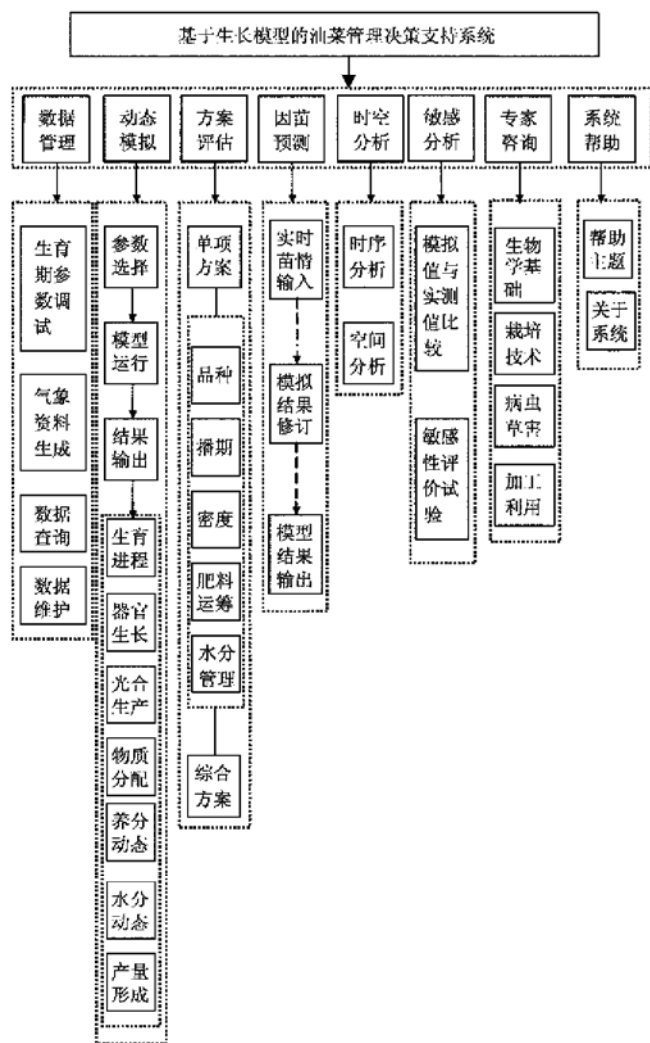 基于生长模型的油菜管理决策支持系统
数据
管理
动态
模拟
方案
评估
因苗
预测
时空
分析
敏感
分析
专家
咨询
系统
帮助
生育
期参
数调
试
气象
资料
生成
数据
查询
数据
维护
参数
选择
模型
运行
结果
输出
生育
进程
器官
生长
光合
生产
物质
分配
养分
动态
水分
动态
产量
形成
单项
方案
品种
播期
密度
肥料
运筹
水分
管理
综合
方案
实时
苗情
输入
模拟
结果
修订
模型
结果
输出
时序
分析
空间
分析
模拟
值与
实测
值比
较
敏感
性评
价试
验
生物
学基
础
栽培
技术
病虫
草害
加工
利用
帮助
主题
关于
系统